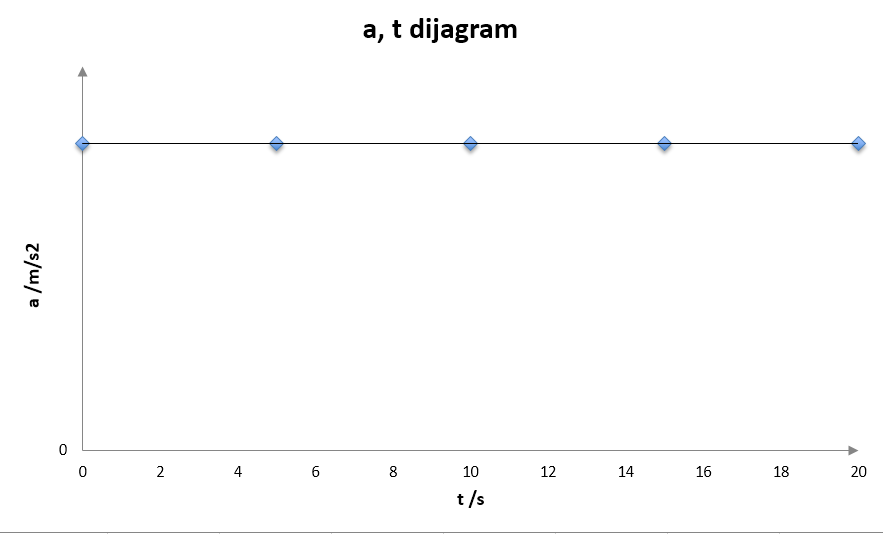 a, t dijagram
a /m/s2
0
0 2 4 6 8 10 12 14 16 18 20
t /s